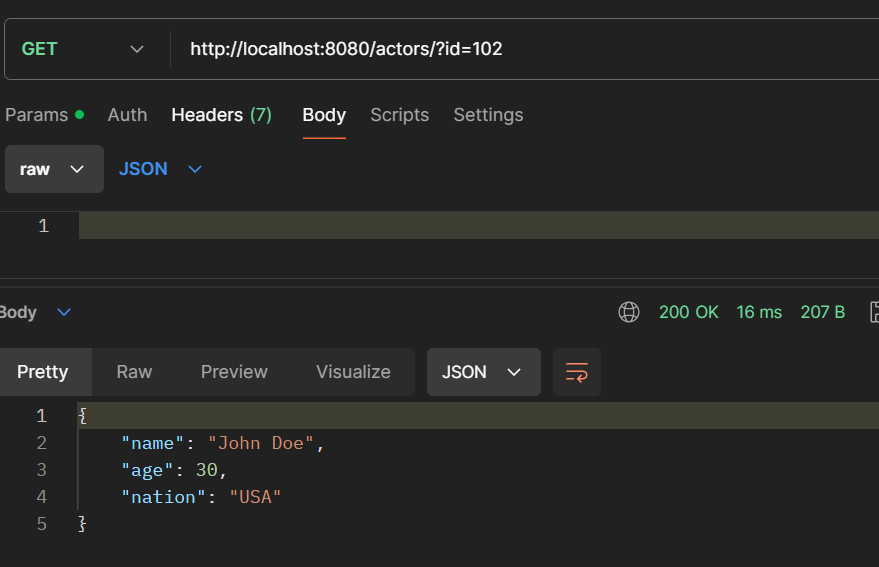 GET http://localhost:8080/actors/?id=102
Params Auth Headers (7) Body Scripts Settings
raw JSON
1
Body 200 OK 16 ms 207 B
Pretty Raw Preview Visualize JSON
1 {
2 "name": "John Doe",
3 "age": 30,
4 "nation": "USA"
5 }